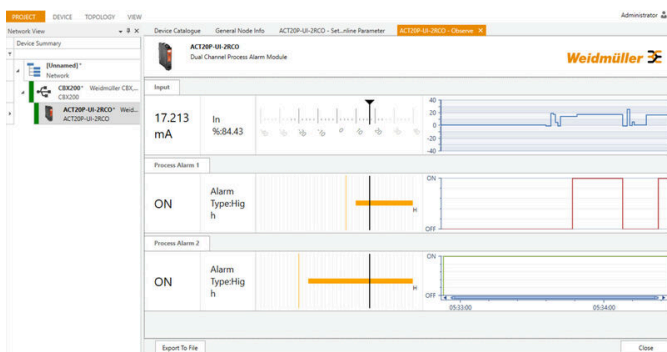 PROJECT DEVICE TOPOLOGY VIEW
Administrator
Network View
Device Catalogue General Node Info ACT20P-UI-2RCO - Set...nline Parameter ACT20P-UI-2RCO - Observe
Device Summary
ACT20P-UI-2RCO
Dual Channel Process Alarm Module
Weidmüller
[Unnamed]*
Network
CBX200* Weidmüller CBX...
CBX200
ACT20P-UI-2RCO* Weid...
ACT20P-UI-2RCO
Input
17.213
mA
In
%:84.43
40
20
0
-20
-40
Process Alarm 1
ON
Alarm
Type:Hig
h
H
ON
OFF
Process Alarm 2
ON
Alarm
Type:Hig
h
H
ON
OFF
05:33:00 05:34:00
Export To File
Close